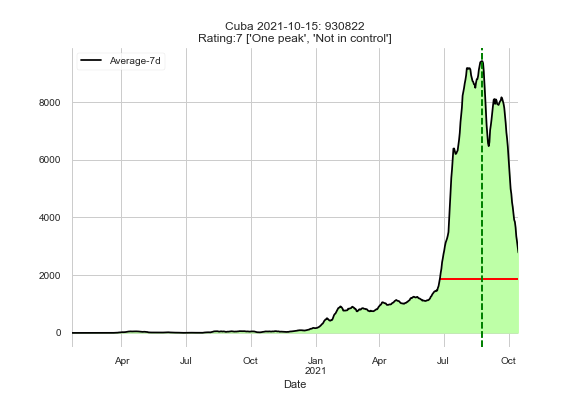 Cuba 2021-10-15: 930822
Rating:7 ['One peak', 'Not in control']
Average-7d
8000
6000
4000
2000
0
Apr Jul Oct Jan Apr Jul Oct
2021
Date